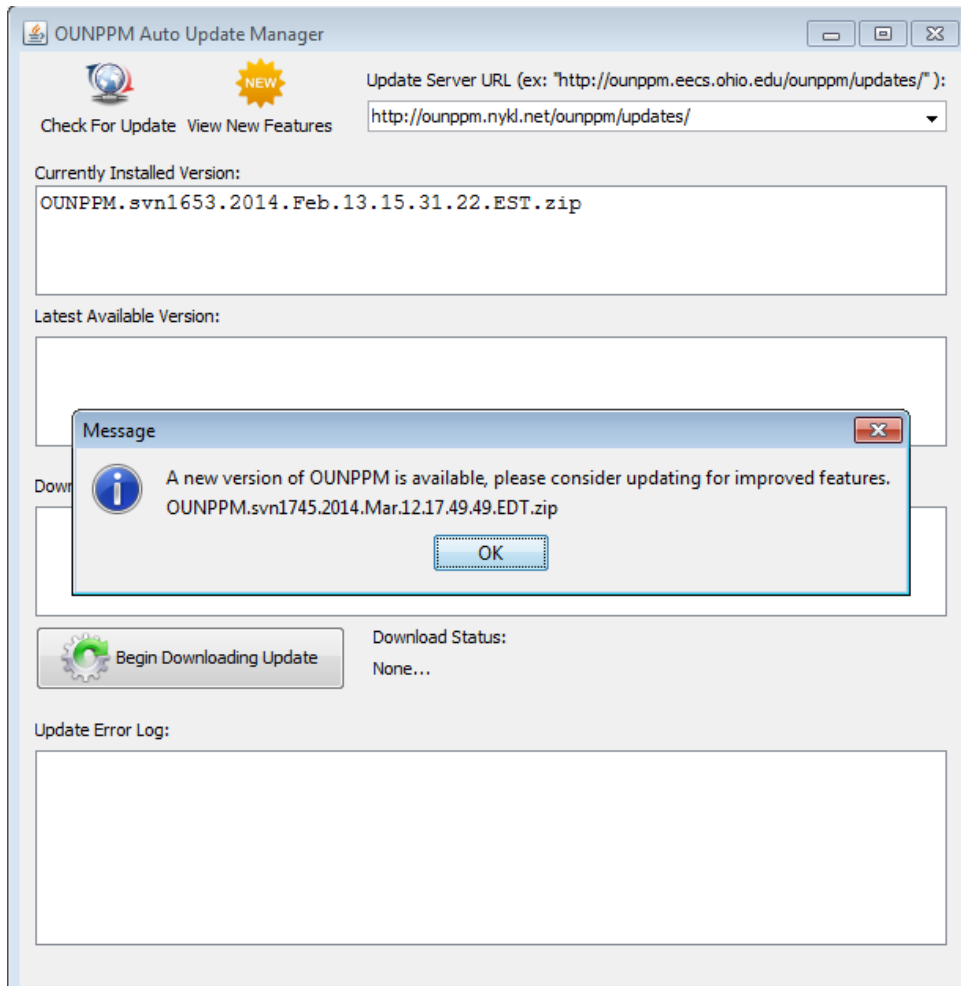 OUNPPM Auto Update Manager
NEW
Check For Update View New Features
Update Server URL (ex: "http://ounppm.eecs.ohio.edu/ounppm/updates/" ):
http://ounppm.nykl.net/ounppm/updates/
Currently Installed Version:
OUNPPM.svn1653.2014.Feb.13.15.31.22.EST.zip
Latest Available Version:
Message
A new version of OUNPPM is available, please consider updating for improved features.
OUNPPM.svn1745.2014.Mar.12.17.49.49.EDT.zip
OK
Begin Downloading Update
Download Status:
None...
Update Error Log: